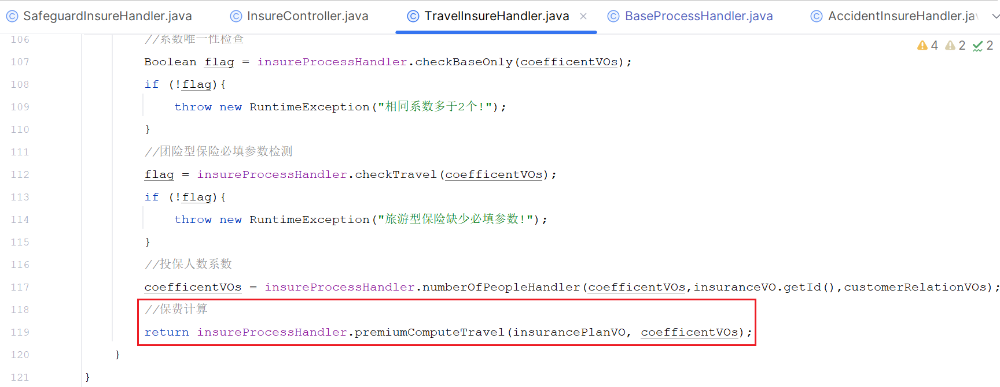 SafeguardInsureHandler.java InsureController.java TravelInsureHandler.java BaseProcessHandler.java AccidentInsureHandler.jav
4 2 2
106 //系数唯一性检查
107 Boolean flag = insureProcessHandler.checkBaseOnly(coefficentVOs);
108 if (!flag){
109 throw new RuntimeException("相同系数多于2个!");
110 }
111 //团险型保险必填参数检测
112 flag = insureProcessHandler.checkTravel(coefficentVOs);
113 if (!flag){
114 throw new RuntimeException("旅游型保险缺少必填参数!");
115 }
116 //投保人数系数
117 coefficentVOs = insureProcessHandler.numberOfPeopleHandler(coefficentVOs,insuranceVO.getId(),customerRelationVOs);
118 //保费计算
119 return insureProcessHandler.premiumComputeTravel(insurancePlanVO, coefficentVOs);
120 }
121 }